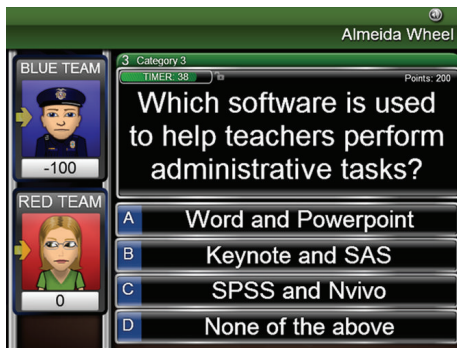 Almeida Wheel
BLUE TEAM
-100
RED TEAM
0
3 Category 3
TIMER: 38
Points: 200
Which software is used
to help teachers perform
administrative tasks?
A Word and Powerpoint
B Keynote and SAS
C SPSS and Nvivo
D None of the above